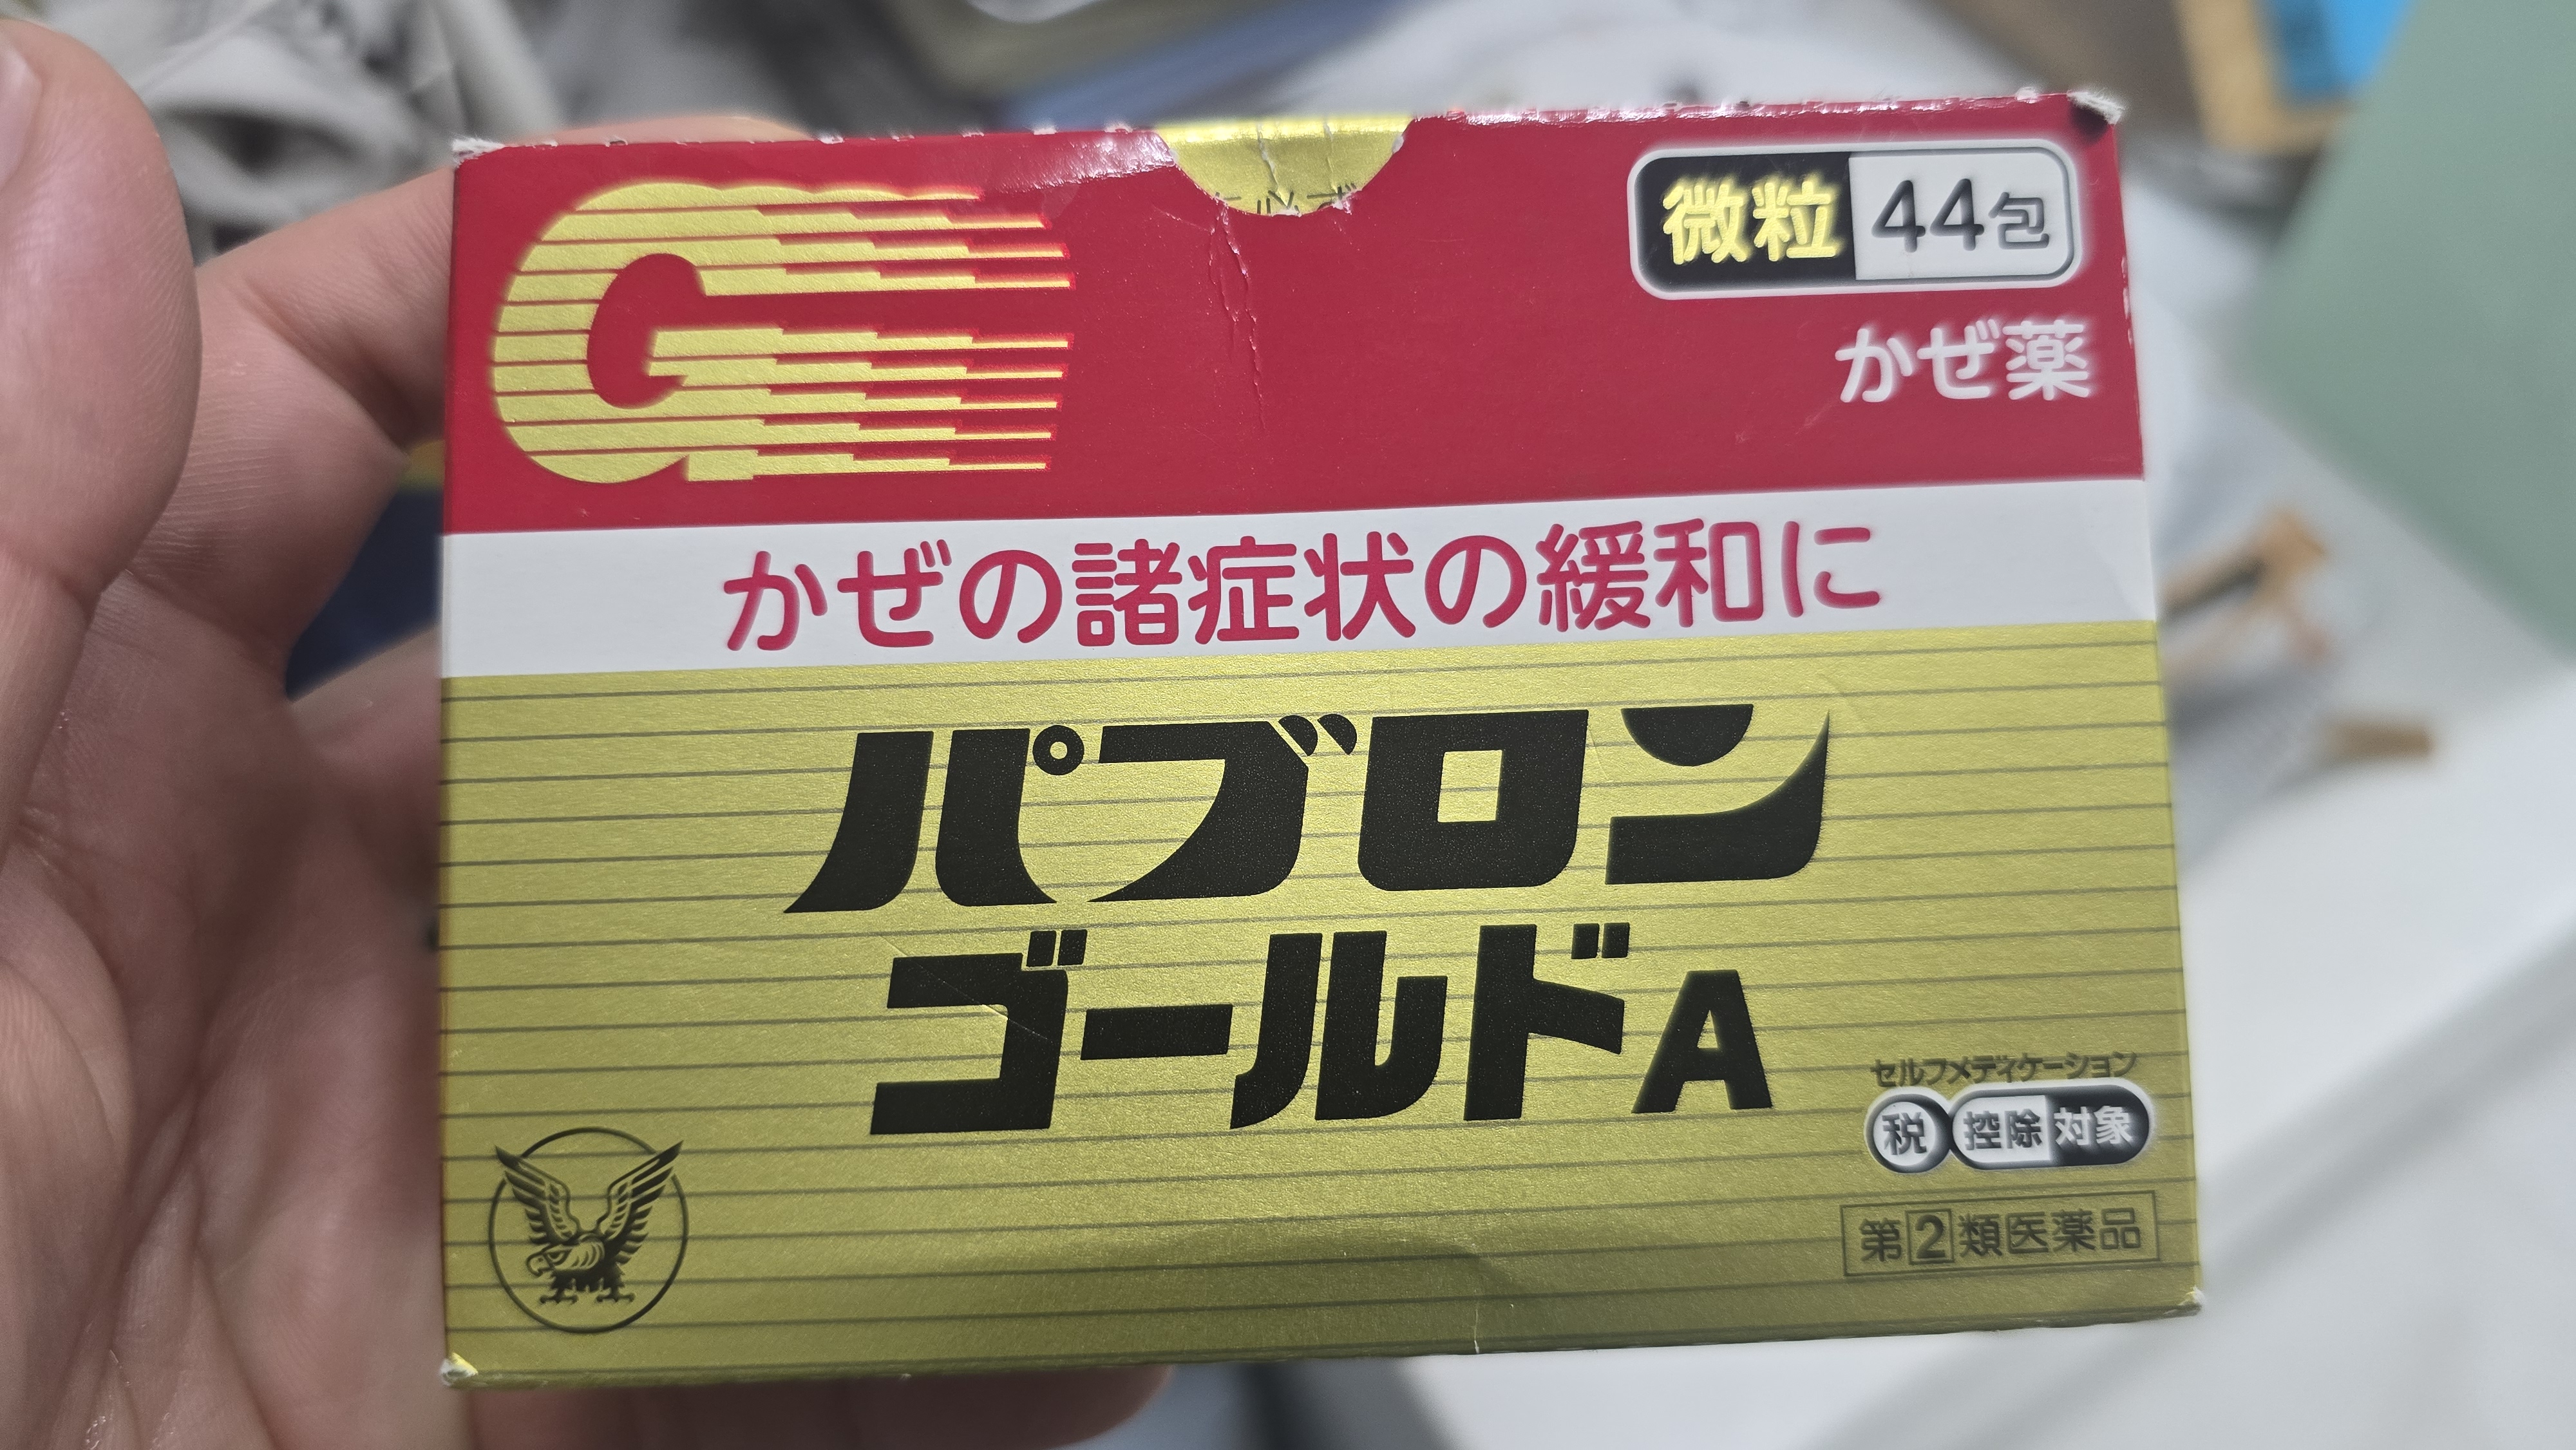 微粒 44包
かぜ薬
かぜの諸症状の緩和に
パブロン
ゴールドA
セルフメディケーション
税 控除対象
第2類医薬品